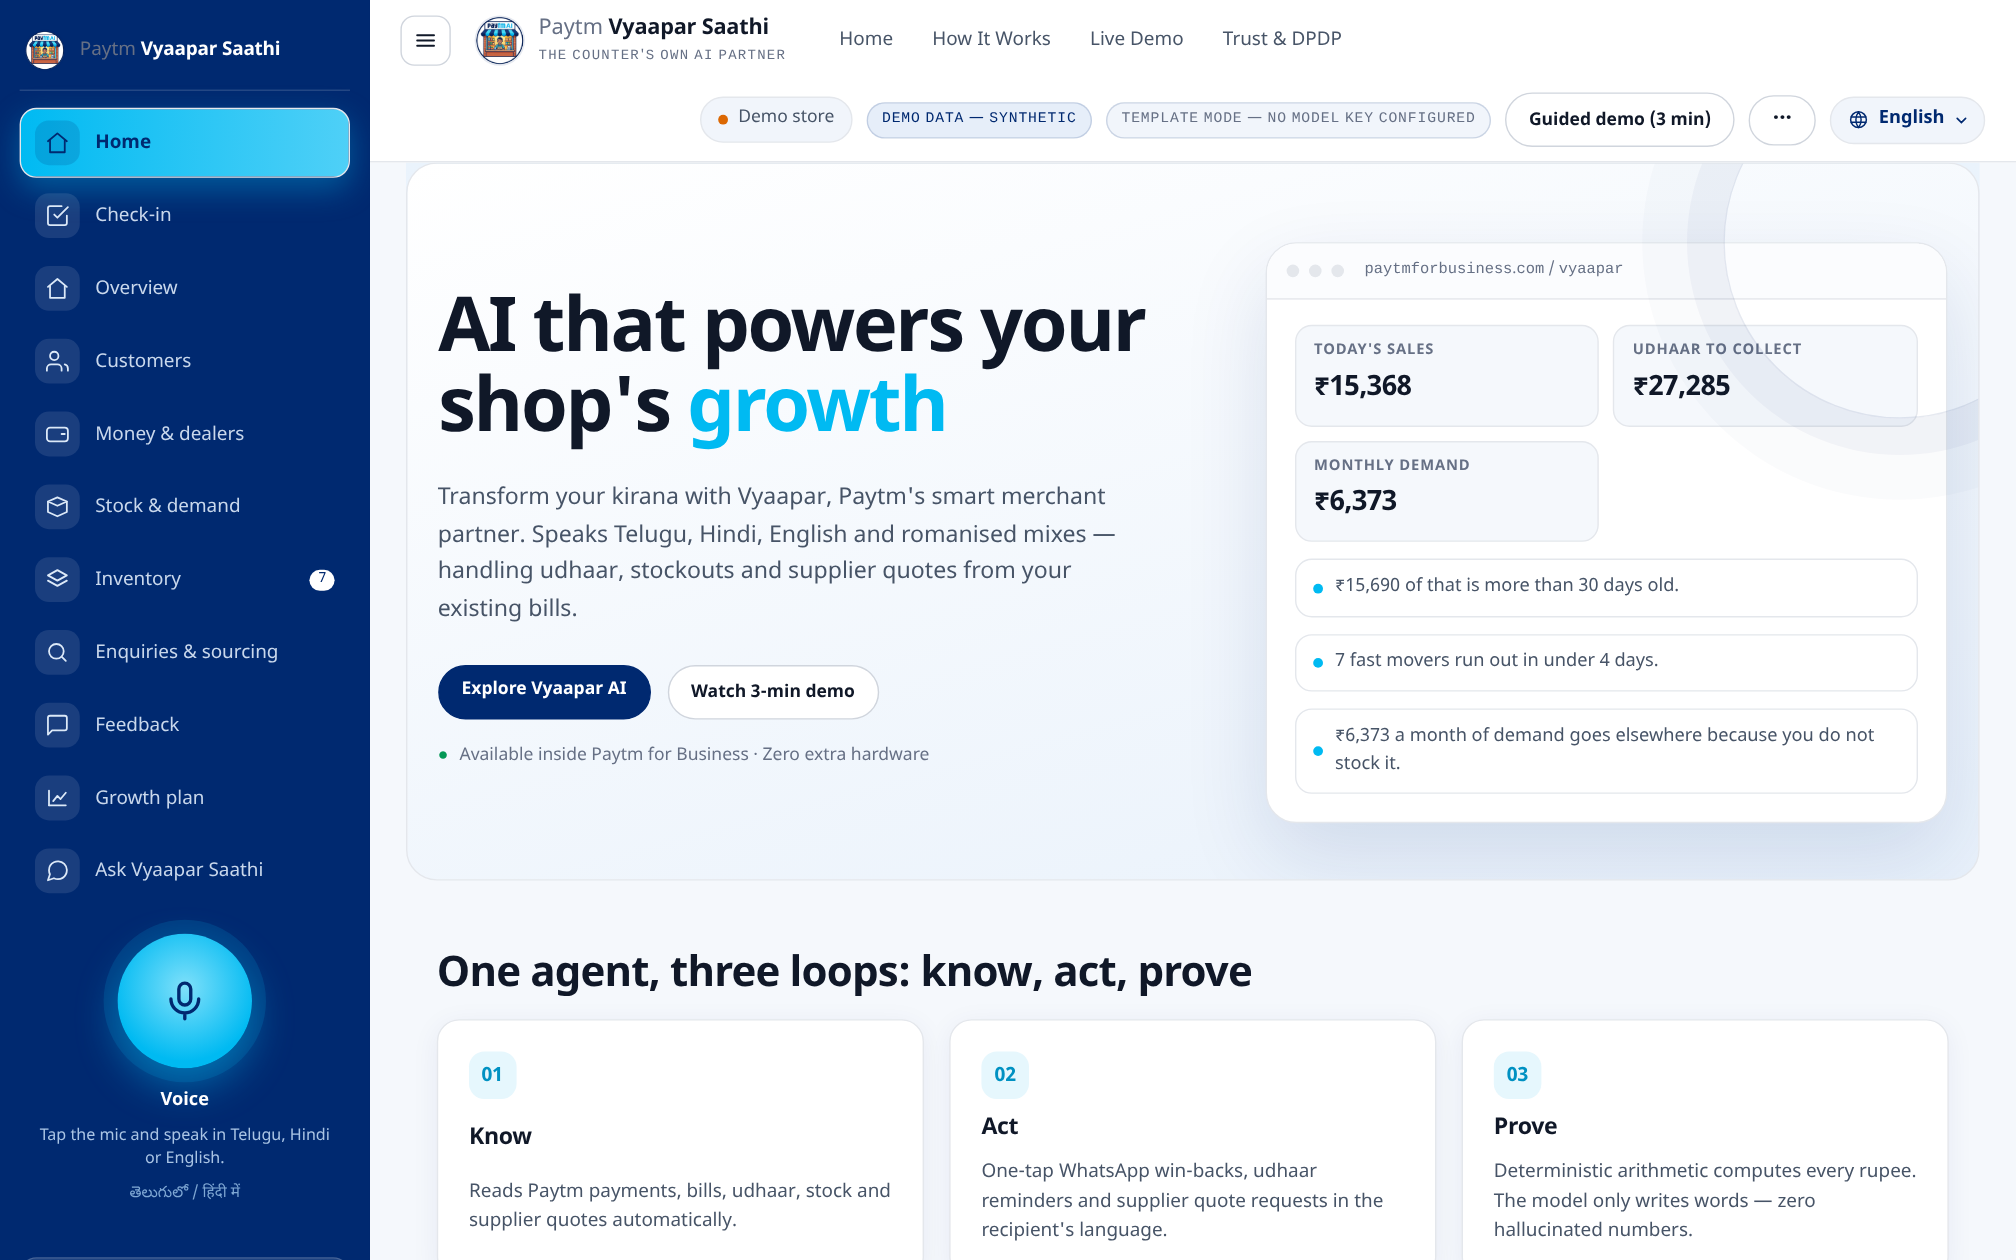 Paytm Vyaapar Saathi
Home
Check-in
Overview
Customers
Money & dealers
Stock & demand
Inventory
7
Enquiries & sourcing
Feedback
Growth plan
Ask Vyaapar Saathi
Voice
Tap the mic and speak in Telugu, Hindi
or English.
తెలుగులో / हिंदी में
Paytm Vyaapar Saathi
THE COUNTER'S OWN AI PARTNER
Home
How It Works
Live Demo
Trust & DPDP
Demo store
DEMO DATA — SYNTHETIC
TEMPLATE MODE — NO MODEL KEY CONFIGURED
Guided demo (3 min)
English
AI that powers your
shop's growth
Transform your kirana with Vyaapar, Paytm's smart merchant
partner. Speaks Telugu, Hindi, English and romanised mixes —
handling udhaar, stockouts and supplier quotes from your
existing bills.
Explore Vyaapar AI
Watch 3-min demo
Available inside Paytm for Business · Zero extra hardware
paytmforbusiness.com / vyaapar
TODAY'S SALES
₹15,368
UDHAAR TO COLLECT
₹27,285
MONTHLY DEMAND
₹6,373
₹15,690 of that is more than 30 days old.
7 fast movers run out in under 4 days.
₹6,373 a month of demand goes elsewhere because you do not
stock it.
One agent, three loops: know, act, prove
01
Know
Reads Paytm payments, bills, udhaar, stock and
supplier quotes automatically.
02
Act
One-tap WhatsApp win-backs, udhaar
reminders and supplier quote requests in the
recipient's language.
03
Prove
Deterministic arithmetic computes every rupee.
The model only writes words — zero
hallucinated numbers.